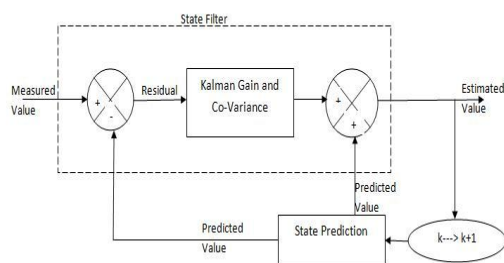 State Filter
Measured
Value
+
-
Residual
Kalman Gain and
Co-Variance
+
+
Estimated
Value
Predicted
Value
Predicted
Value
State Prediction
k---> k+1